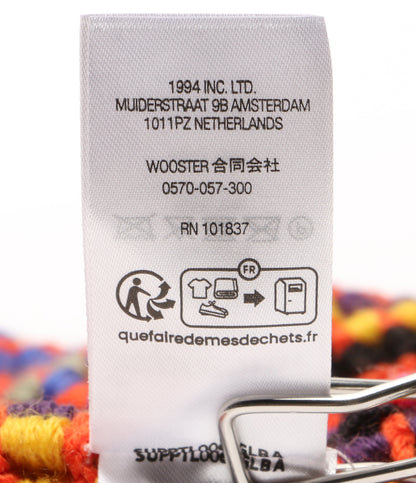 1994 INC. LTD.
MUIDERSTRAAT 9B AMSTERDAM
1011PZ NETHERLANDS
WOOSTER 合同会社
0570-057-300
RN 101837
FR
quefairedemesdechets.fr